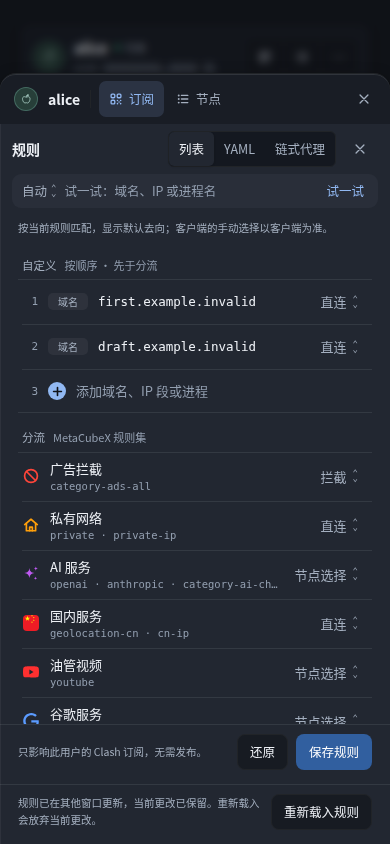 alice
订阅
节点
规则
列表
YAML
链式代理
自动
试一试：域名、IP 或进程名
试一试
按当前规则匹配，显示默认去向；客户端的手动选择以客户端为准。
自定义 按顺序 · 先于分流
1 域名 first.example.invalid 直连
2 域名 draft.example.invalid 直连
3 添加域名、IP 段或进程
分流 MetaCubeX 规则集
广告拦截
category-ads-all
拦截
私有网络
private · private-ip
直连
AI 服务
openai · anthropic · category-ai-ch…
节点选择
国内服务
geolocation-cn · cn-ip
直连
油管视频
youtube
节点选择
谷歌服务
节点选择
只影响此用户的 Clash 订阅，无需发布。
还原
保存规则
规则已在其他窗口更新，当前更改已保留。重新载入
会放弃当前更改。
重新载入规则